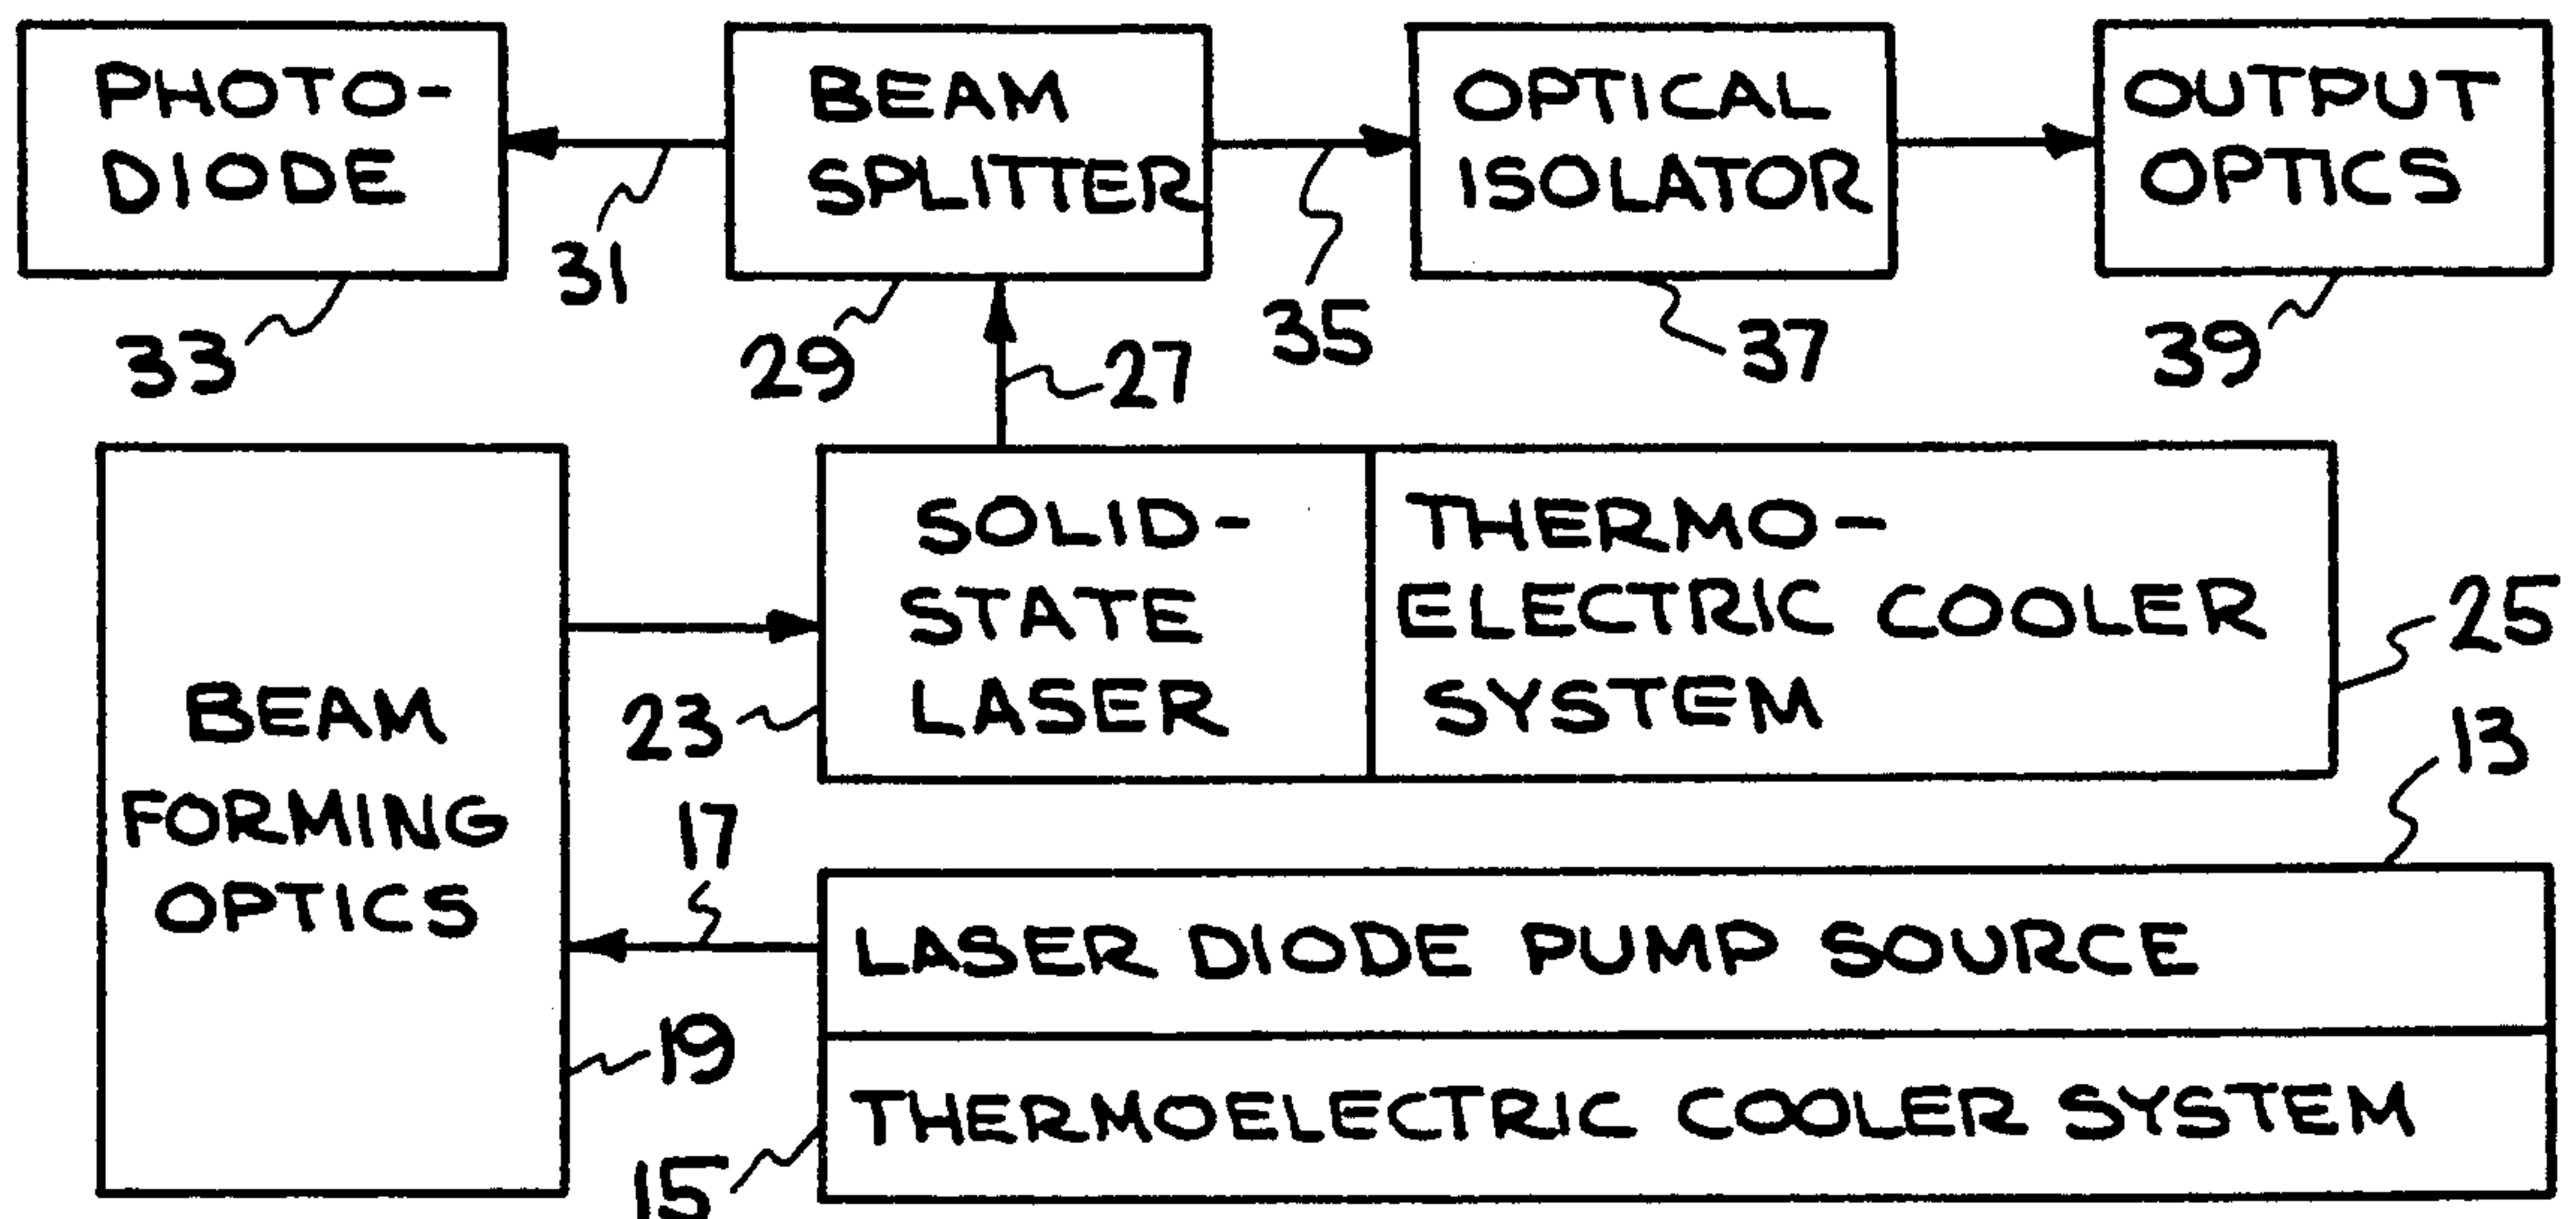 PHOTO-
DIODE
BEAM
SPLITTER
OPTICAL
ISOLATOR
OUTPUT
OPTICS
31
33
29
27
35
37
39
BEAM
FORMING
OPTICS
SOLID-
STATE
LASER
THERMO-
ELECTRIC COOLER
SYSTEM
23
25
13
17
LASER DIODE PUMP SOURCE
19
THERMOELECTRIC COOLER SYSTEM
15